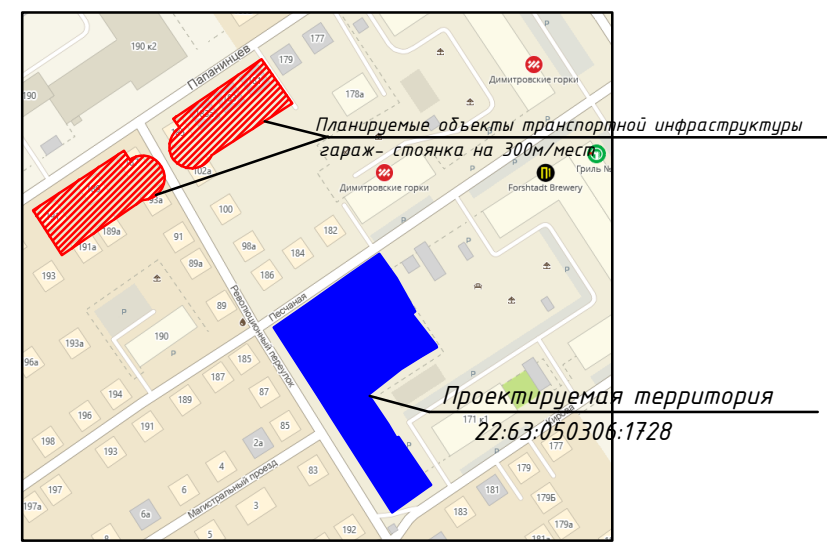 190 к2
177
179
Папанинцев
190
178а
Димитровские горки
Планируемые объекты транспортной инфраструктуры
гараж- стоянка на 300м/мест
102а
Димитровские горки
Forshtadt Brewery
Гриль №
93а
100
189а
91
191а
98а
182
184
193
89а
186
Революционный переулок
Песчаная
89
P
190
P
193а
96а
185
187
87
194
189
196
191
85
198
193
2а
171 к1
Проектируемая территория
22:63:050306:1728
Кирова
177
179
4
83
Магистральный проезд
197
6
181
179Б
197а
6а
3
183
192
179а
5
8
181а